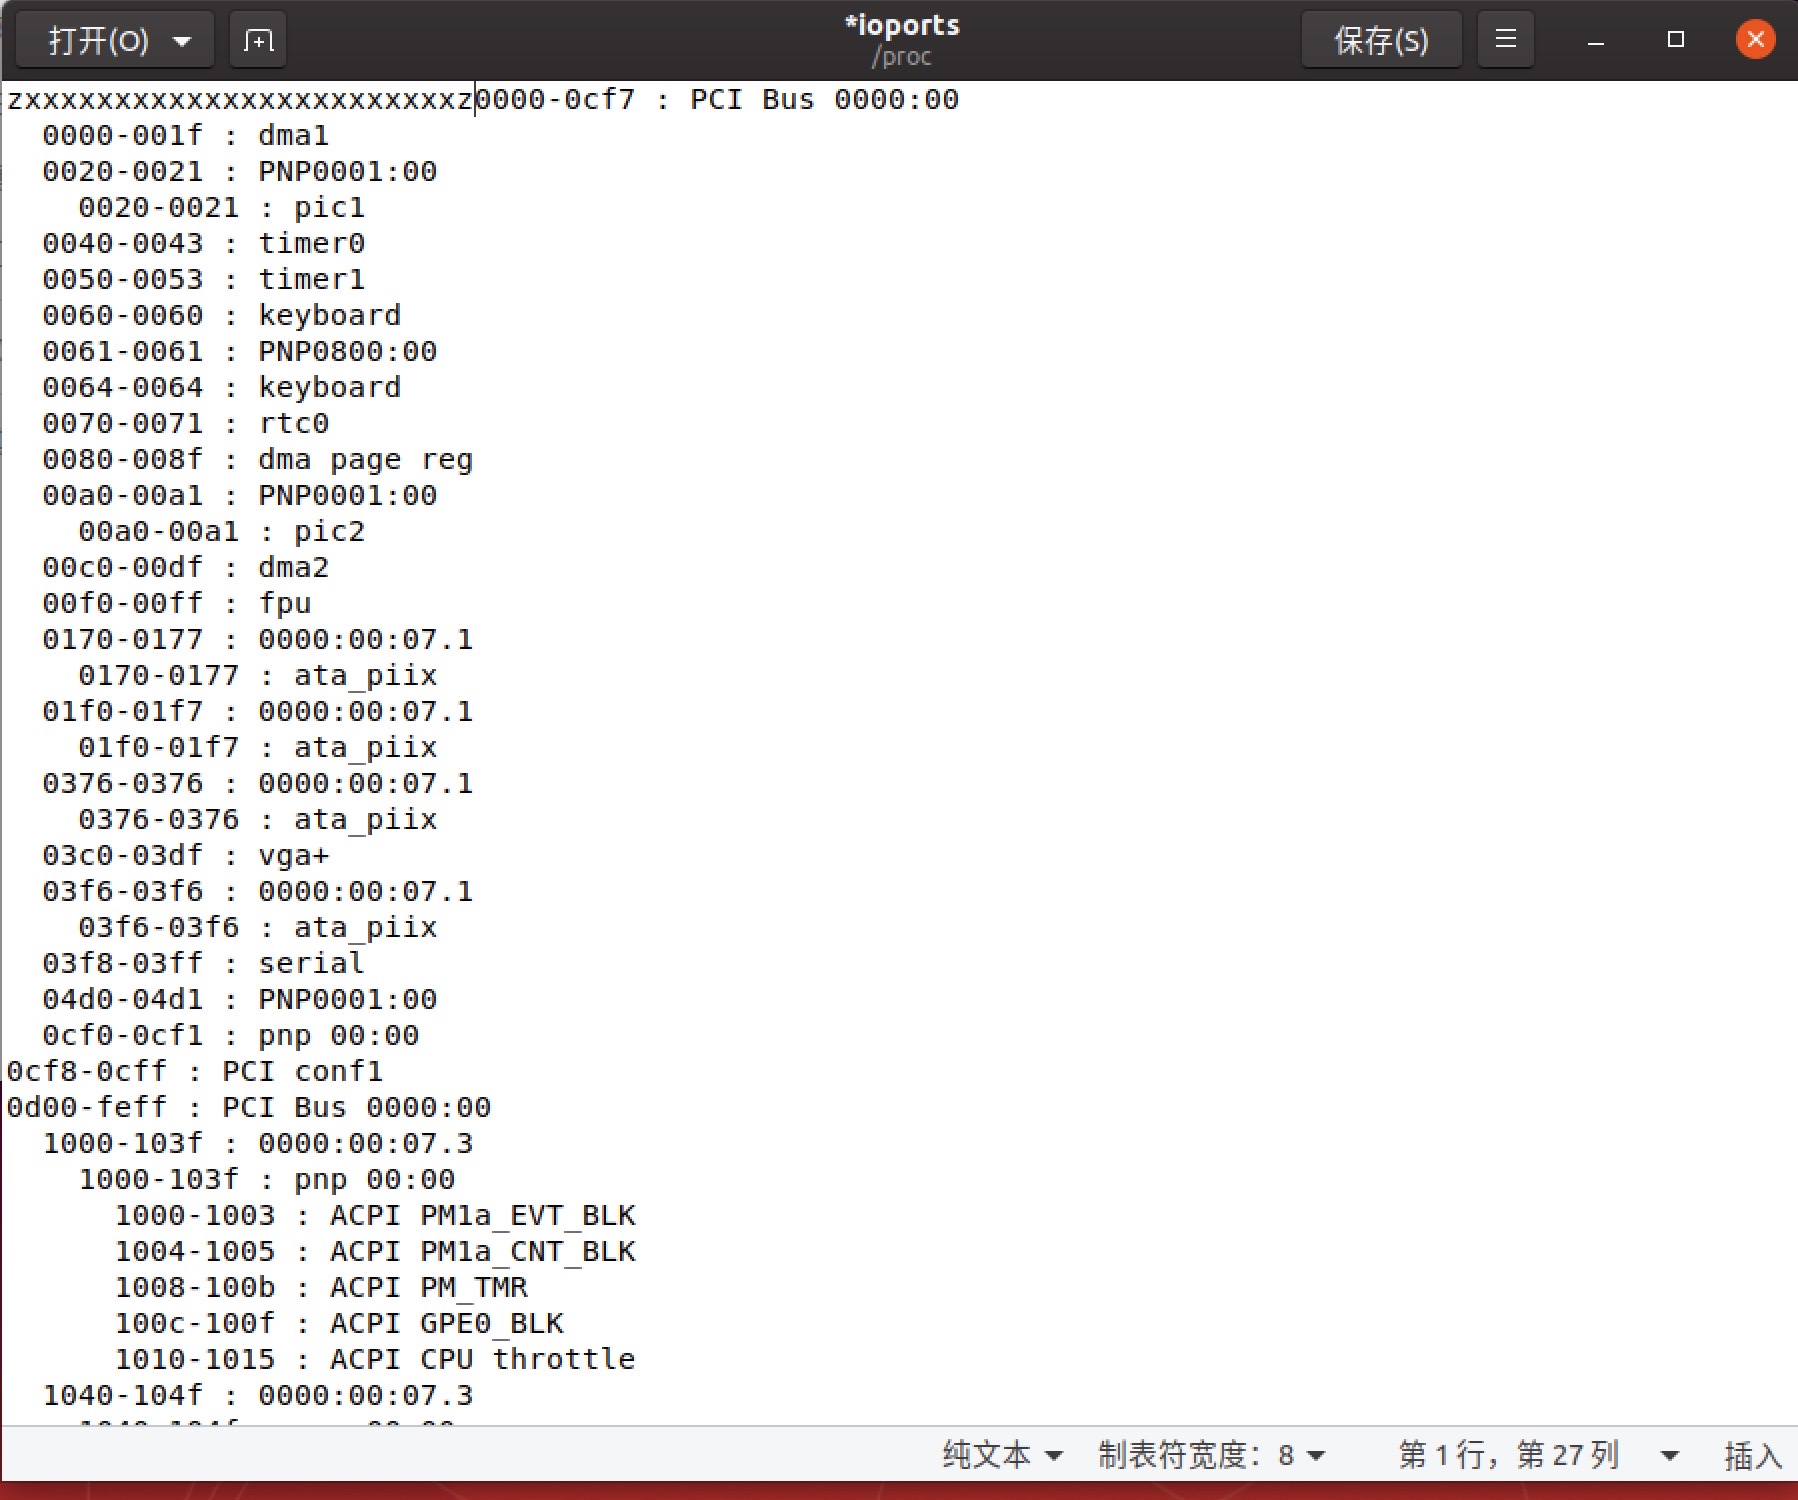 打开(O)
*ioports
/proc
保存(S)
zxxxxxxxxxxxxxxxxxxxxxxxxz0000-0cf7 : PCI Bus 0000:00
  0000-001f : dma1
  0020-0021 : PNP0001:00
    0020-0021 : pic1
  0040-0043 : timer0
  0050-0053 : timer1
  0060-0060 : keyboard
  0061-0061 : PNP0800:00
  0064-0064 : keyboard
  0070-0071 : rtc0
  0080-008f : dma page reg
  00a0-00a1 : PNP0001:00
    00a0-00a1 : pic2
  00c0-00df : dma2
  00f0-00ff : fpu
  0170-0177 : 0000:00:07.1
    0170-0177 : ata_piix
  01f0-01f7 : 0000:00:07.1
    01f0-01f7 : ata_piix
  0376-0376 : 0000:00:07.1
    0376-0376 : ata_piix
  03c0-03df : vga+
  03f6-03f6 : 0000:00:07.1
    03f6-03f6 : ata_piix
  03f8-03ff : serial
  04d0-04d1 : PNP0001:00
  0cf0-0cf1 : pnp 00:00
0cf8-0cff : PCI conf1
0d00-feff : PCI Bus 0000:00
  1000-103f : 0000:00:07.3
    1000-103f : pnp 00:00
      1000-1003 : ACPI PM1a_EVT_BLK
      1004-1005 : ACPI PM1a_CNT_BLK
      1008-100b : ACPI PM_TMR
      100c-100f : ACPI GPE0_BLK
      1010-1015 : ACPI CPU throttle
  1040-104f : 0000:00:07.3
纯文本 制表符宽度：8 第 1 行，第 27 列 插入